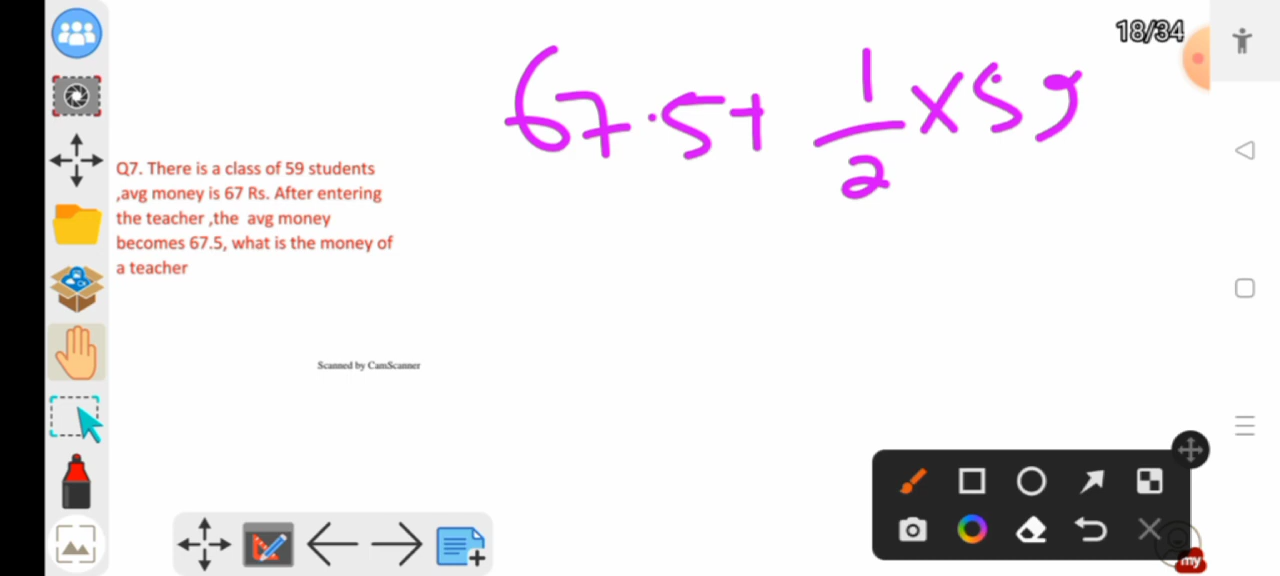 18/34
67.5+ 1/2 ×59
Q7. There is a class of 59 students
,avg money is 67 Rs. After entering
the teacher ,the avg money
becomes 67.5, what is the money of
a teacher
Scanned by CamScanner
my